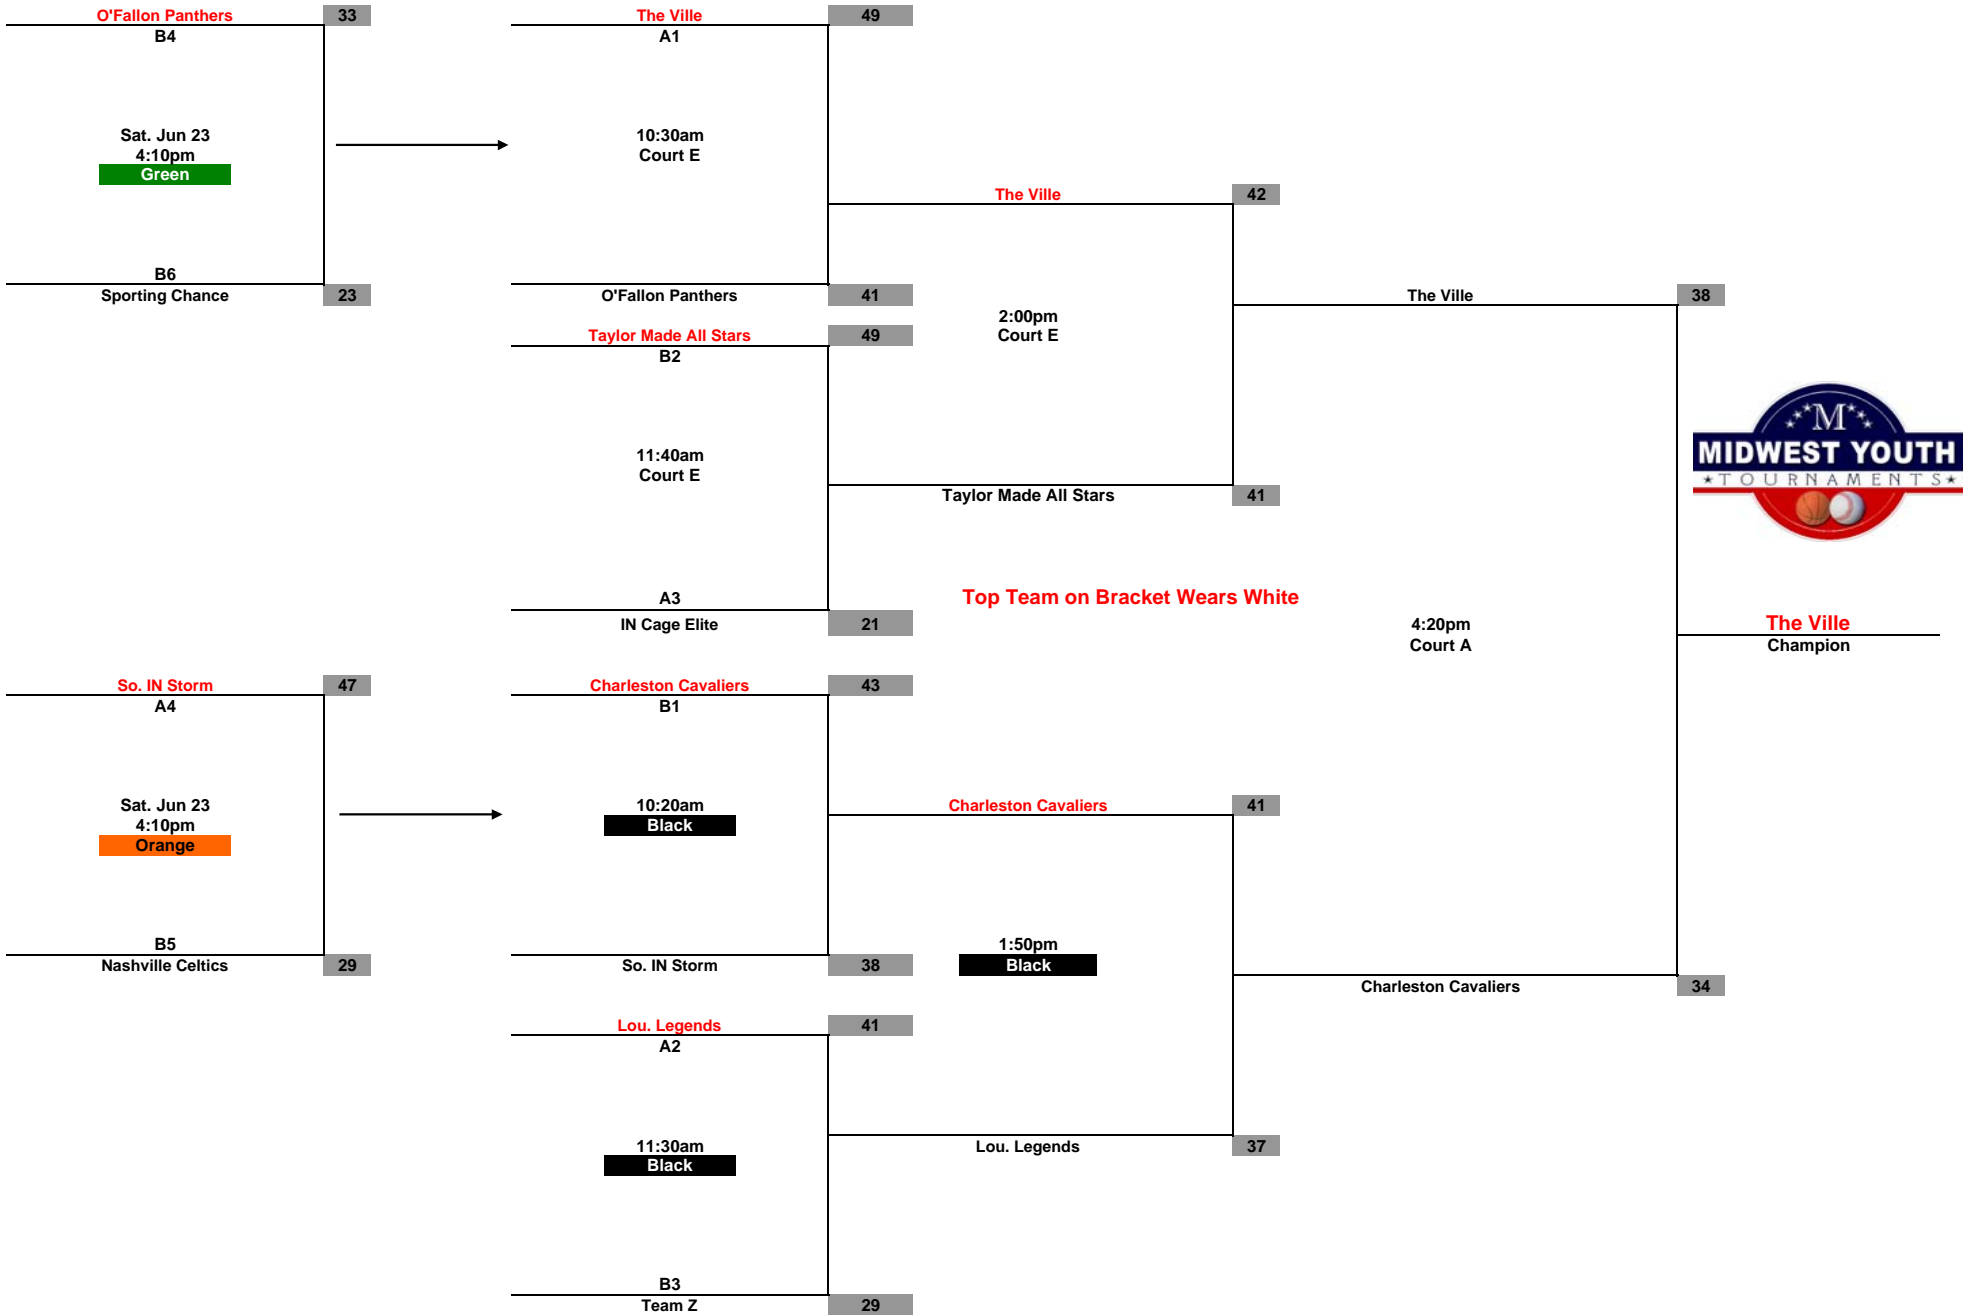 O'Fallon Panthers 33
B4
Sat. Jun 23
4:10pm
Green
B6
Sporting Chance 23
The Ville 49
A1
10:30am
Court E
O'Fallon Panthers 41
Taylor Made All Stars 49
B2
11:40am
Court E
A3
IN Cage Elite 21
The Ville 42
2:00pm
Court E
Taylor Made All Stars 41
Top Team on Bracket Wears White
The Ville 38
4:20pm
Court A
M
MIDWEST YOUTH
TOURNAMENTS
The Ville
Champion
So. IN Storm 47
A4
Sat. Jun 23
4:10pm
Orange
B5
Nashville Celtics 29
Charleston Cavaliers 43
B1
10:20am
Black
So. IN Storm 38
Lou. Legends 41
A2
11:30am
Black
B3
Team Z 29
Charleston Cavaliers 41
1:50pm
Black
Lou. Legends 37
Charleston Cavaliers 34